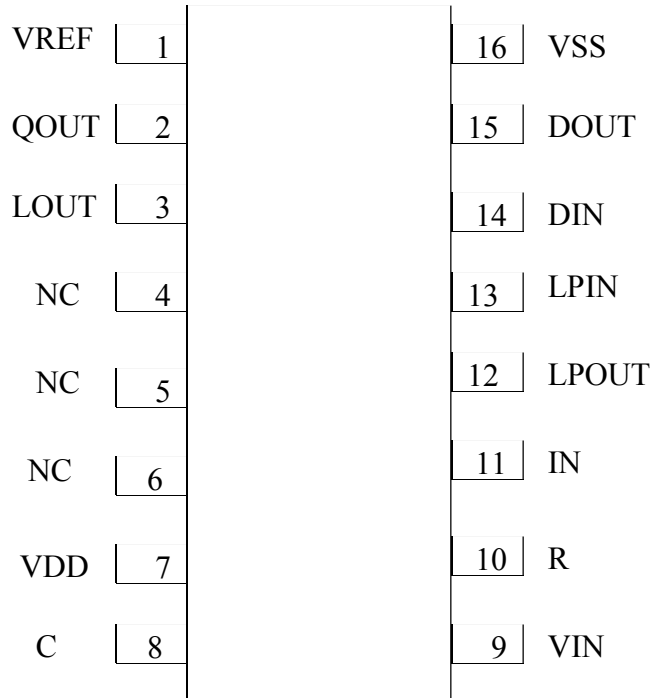 VREF 1 16 VSS
QOUT 2 15 DOUT
LOUT 3 14 DIN
NC 4 13 LPIN
NC 5 12 LPOUT
NC 6 11 IN
VDD 7 10 R
C 8 9 VIN